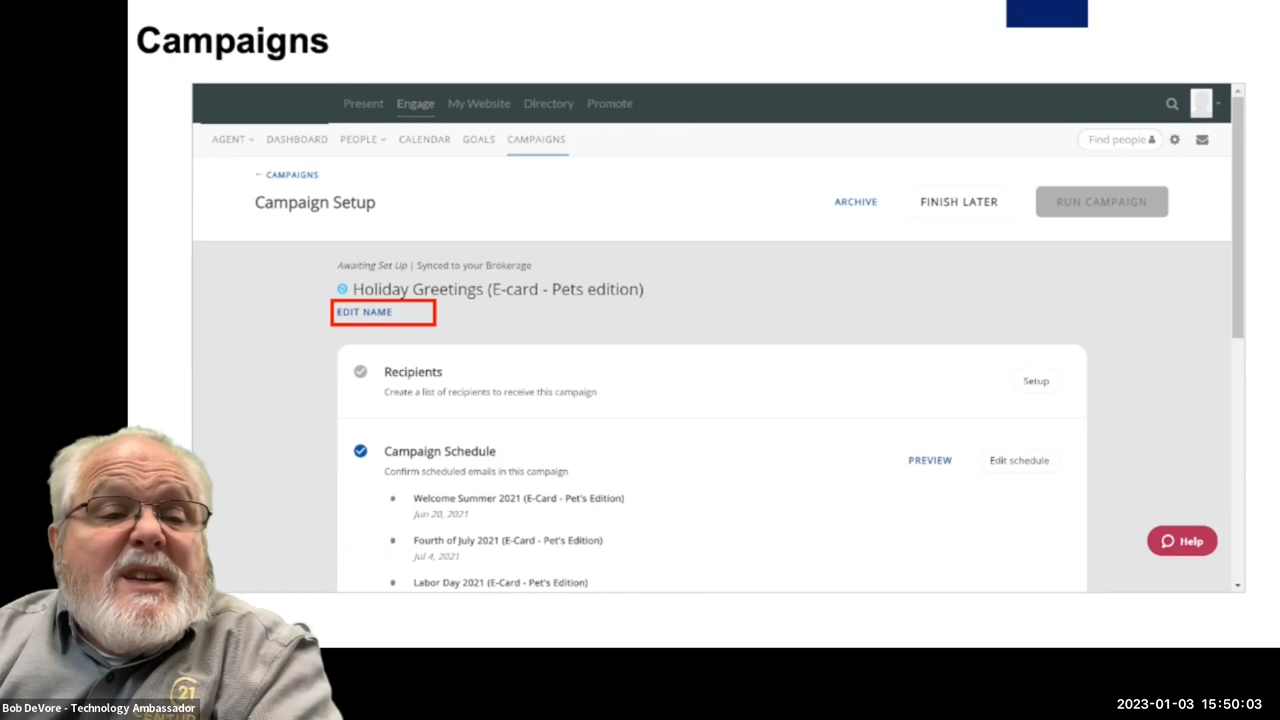 Campaigns
Present Engage My Website Directory Promote
AGENT DASHBOARD PEOPLE CALENDAR GOALS CAMPAIGNS
Find people
← CAMPAIGNS
Campaign Setup
ARCHIVE FINISH LATER RUN CAMPAIGN
Awaiting Set Up | Synced to your Brokerage
Holiday Greetings (E-card - Pets edition)
EDIT NAME
Recipients
Create a list of recipients to receive this campaign
Setup
Campaign Schedule
Confirm scheduled emails in this campaign
PREVIEW Edit schedule
Welcome Summer 2021 (E-Card - Pet's Edition)
Jun 20, 2021
Fourth of July 2021 (E-Card - Pet's Edition)
Jul 4, 2021
Labor Day 2021 (E-Card - Pet's Edition)
Help
21
Bob DeVore - Technology Ambassador
2023-01-03 15:50:03